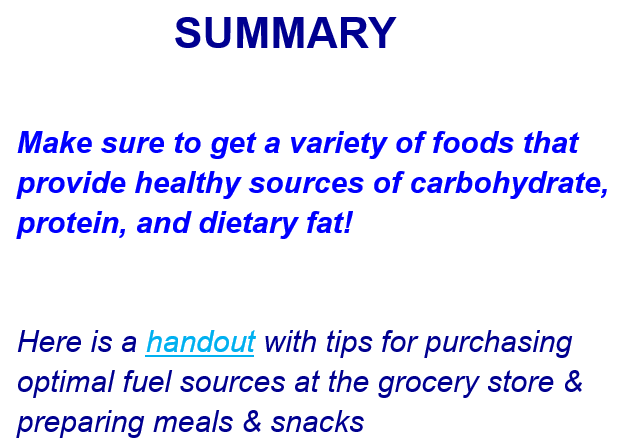 SUMMARY
Make sure to get a variety of foods that
provide healthy sources of carbohydrate,
protein, and dietary fat!
Here is a handout with tips for purchasing
optimal fuel sources at the grocery store &
preparing meals & snacks